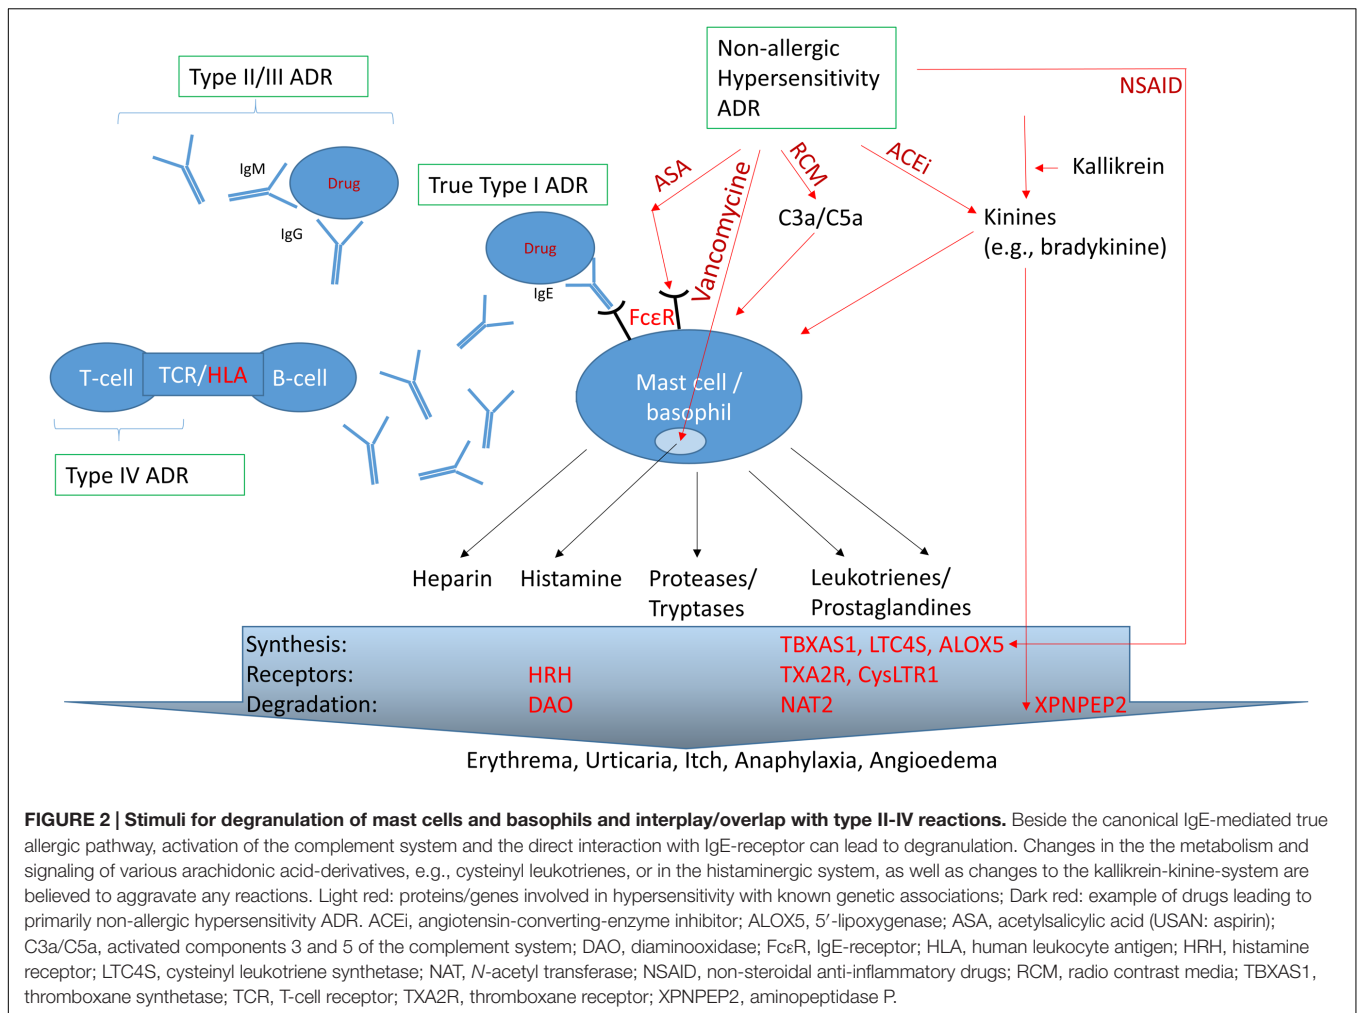 Non-allergic
Hypersensitivity
ADR
Type II/III ADR
NSAID
IgM
Drug
IgG
True Type I ADR
Drug
IgE
ASA
Vancomycine
RCM
ACEi
Kallikrein
C3a/C5a
Kinines
(e.g., bradykinine)
FcεR
T-cell
TCR/HLA
B-cell
Mast cell /
basophil
Type IV ADR
Heparin
Histamine
Proteases/
Tryptases
Leukotrienes/
Prostaglandines
Synthesis:
TBXAS1, LTC4S, ALOX5
Receptors:
HRH
TXA2R, CysLTR1
Degradation:
DAO
NAT2
XPNPEP2
Erythrema, Urticaria, Itch, Anaphylaxia, Angioedema
FIGURE 2 | Stimuli for degranulation of mast cells and basophils and interplay/overlap with type II-IV reactions. Beside the canonical IgE-mediated true
allergic pathway, activation of the complement system and the direct interaction with IgE-receptor can lead to degranulation. Changes in the the metabolism and
signaling of various arachidonic acid-derivatives, e.g., cysteinyl leukotrienes, or in the histaminergic system, as well as changes to the kallikrein-kinine-system are
believed to aggravate any reactions. Light red: proteins/genes involved in hypersensitivity with known genetic associations; Dark red: example of drugs leading to
primarily non-allergic hypersensitivity ADR. ACEi, angiotensin-converting-enzyme inhibitor; ALOX5, 5′-lipoxygenase; ASA, acetylsalicylic acid (USAN: aspirin);
C3a/C5a, activated components 3 and 5 of the complement system; DAO, diaminooxidase; FcεR, IgE-receptor; HLA, human leukocyte antigen; HRH, histamine
receptor; LTC4S, cysteinyl leukotriene synthetase; NAT, N-acetyl transferase; NSAID, non-steroidal anti-inflammatory drugs; RCM, radio contrast media; TBXAS1,
thromboxane synthetase; TCR, T-cell receptor; TXA2R, thromboxane receptor; XPNPEP2, aminopeptidase P.